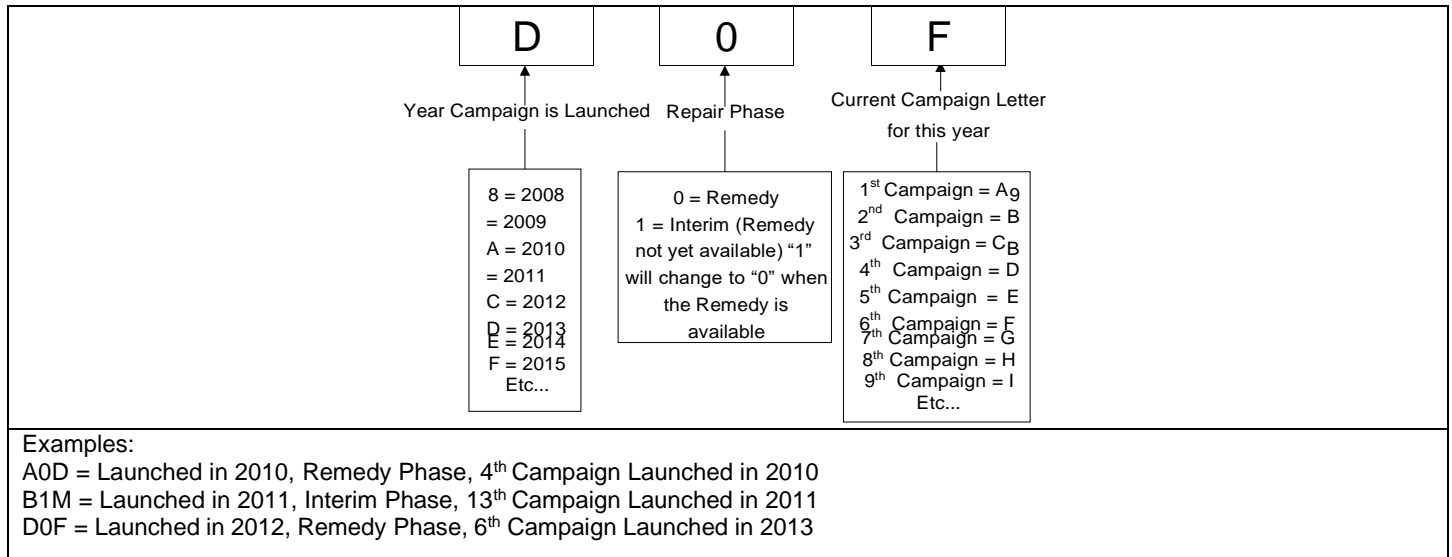 D 0 F
Year Campaign is Launched
Repair Phase
Current Campaign Letter
for this year
8 = 2008
= 2009
A = 2010
= 2011
C = 2012
D = 2013
E = 2014
F = 2015
Etc...
0 = Remedy
1 = Interim (Remedy
not yet available) “1”
will change to “0” when
the Remedy is
available
1st Campaign = A9
2nd Campaign = B
3rd Campaign = CB
4th Campaign = D
5th Campaign = E
6th Campaign = F
7th Campaign = G
8th Campaign = H
9th Campaign = I
Etc...
Examples:
A0D = Launched in 2010, Remedy Phase, 4th Campaign Launched in 2010
B1M = Launched in 2011, Interim Phase, 13th Campaign Launched in 2011
D0F = Launched in 2012, Remedy Phase, 6th Campaign Launched in 2013